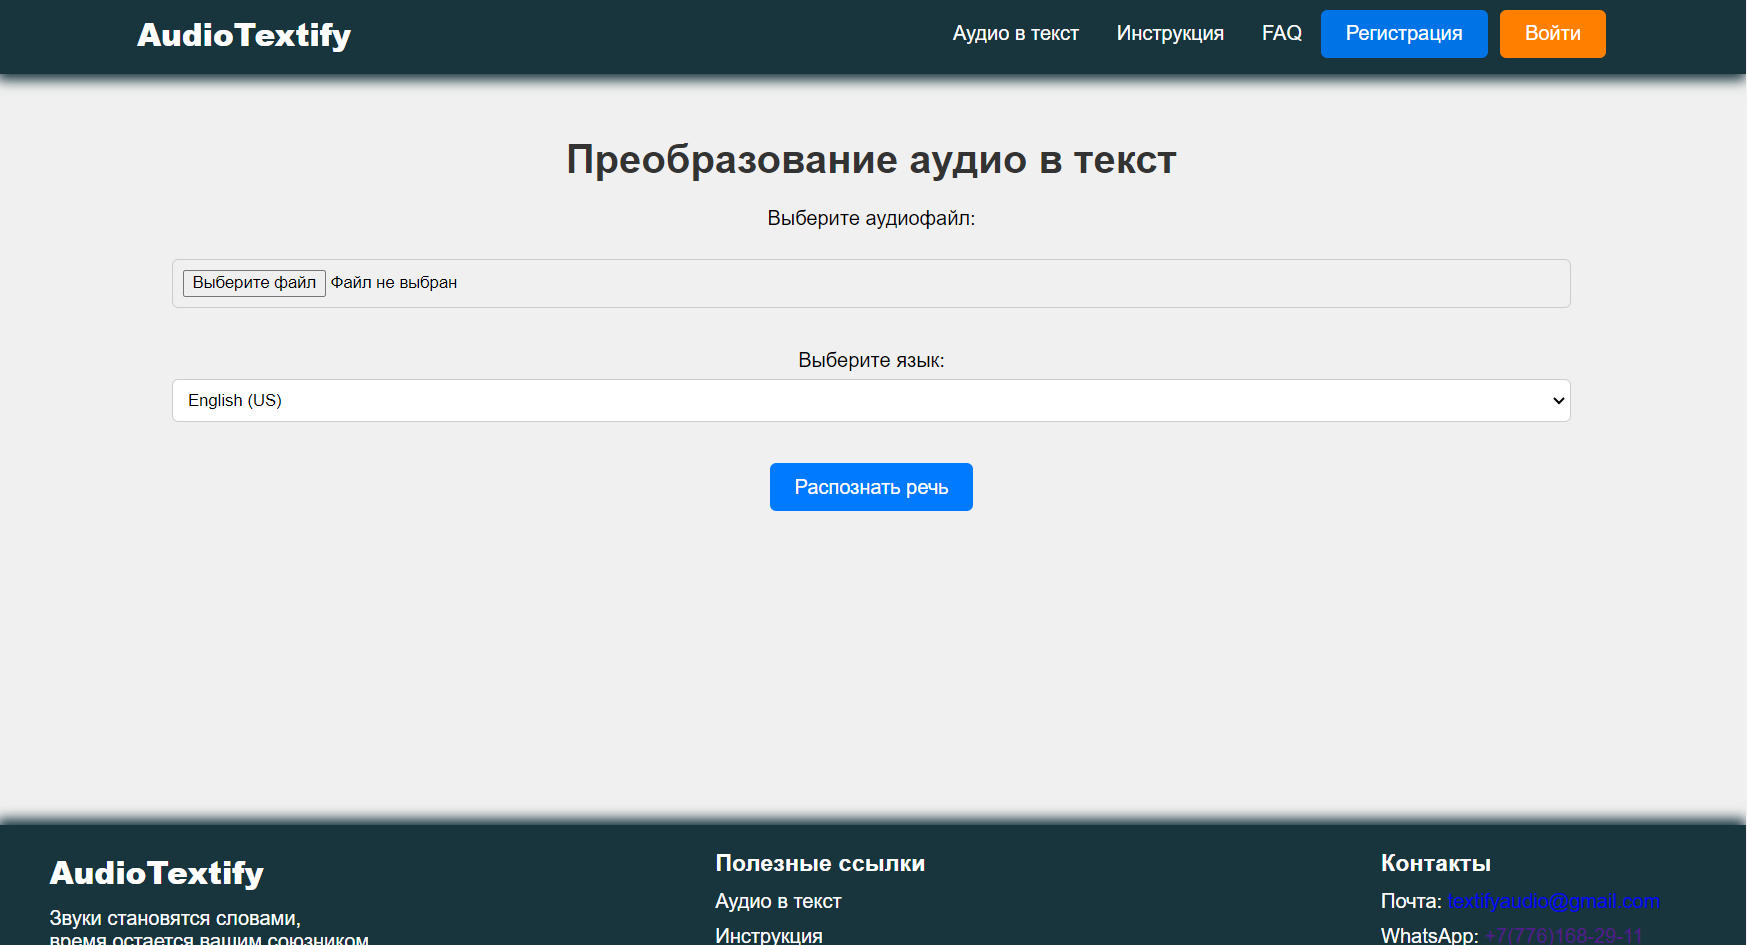 AudioTextify
Аудио в текст
Инструкция
FAQ
Регистрация
Войти
Преобразование аудио в текст
Выберите аудиофайл:
Выберите файл Файл не выбран
Выберите язык:
English (US)
Распознать речь
AudioTextify
Звуки становятся словами,
время остается вашим союзником
Полезные ссылки
Аудио в текст
Инструкция
Контакты
Почта: textifyaudio@gmail.com
WhatsApp: +7(776)168-29-11